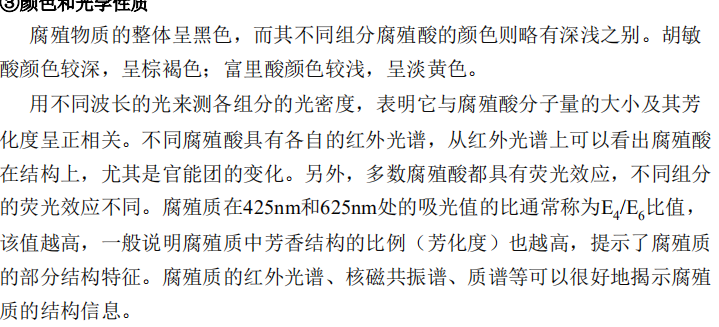 ③颜色和光学性质
腐殖物质的整体呈黑色，而其不同组分腐殖酸的颜色则略有深浅之别。胡敏
酸颜色较深，呈棕褐色；富里酸颜色较浅，呈淡黄色。
用不同波长的光来测各组分的光密度，表明它与腐殖酸分子量的大小及其芳
化度呈正相关。不同腐殖酸具有各自的红外光谱，从红外光谱上可以看出腐殖酸
在结构上，尤其是官能团的变化。另外，多数腐殖酸都具有荧光效应，不同组分
的荧光效应不同。腐殖质在425nm和625nm处的吸光值的比通常称为E4/E6比值，
该值越高，一般说明腐殖质中芳香结构的比例（芳化度）也越高，提示了腐殖质
的部分结构特征。腐殖质的红外光谱、核磁共振谱、质谱等可以很好地揭示腐殖
质的结构信息。